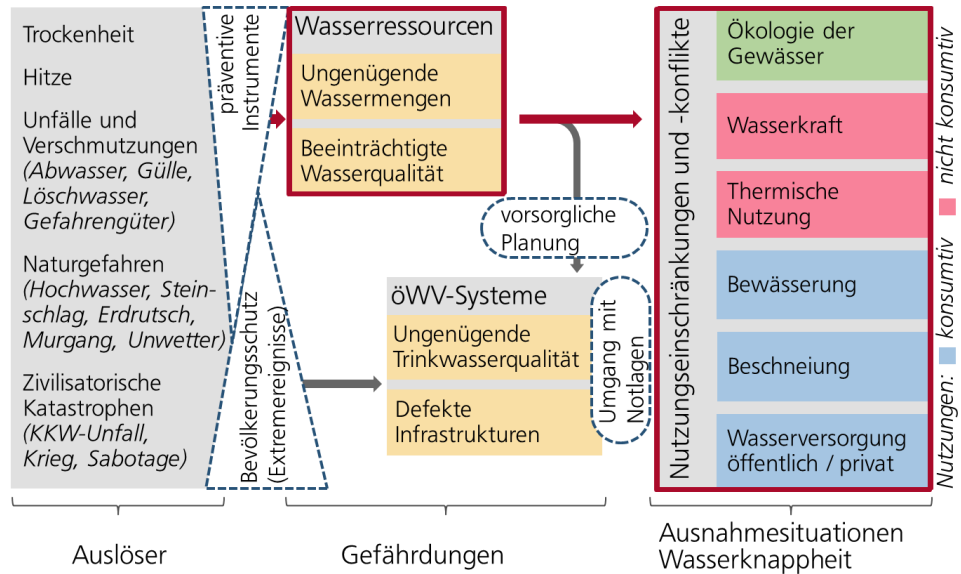 Trockenheit
Hitze
Unfälle und
Verschmutzungen
(Abwasser, Gülle,
Löschwasser,
Gefahrengüter)
Naturgefahren
(Hochwasser, Stein-
schlag, Erdrutsch,
Murgang, Unwetter)
Zivilisatorische
Katastrophen
(KKW-Unfall,
Krieg, Sabotage)
präventive
Instrumente
Bevölkerungsschutz
(Extremereignisse)
Wasserressourcen
Ungenügende
Wassermengen
Beeinträchtigte
Wasserqualität
vorsorgliche
Planung
öWV-Systeme
Ungenügende
Trinkwasserqualität
Defekte
Infrastrukturen
Umgang mit
Notlagen
Nutzungseinschränkungen und -konflikte
Ökologie der
Gewässer
Wasserkraft
Thermische
Nutzung
Bewässerung
Beschneiung
Wasserversorgung
öffentlich / privat
Nutzungen: konsumtiv nicht konsumtiv
Auslöser
Gefährdungen
Ausnahmesituationen
Wasserknappheit